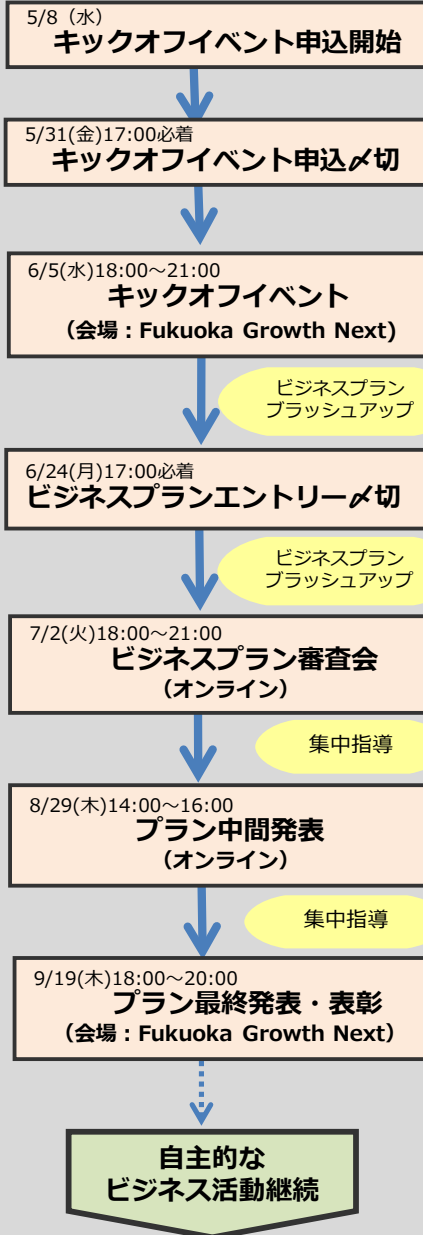 5/8（水）
キックオフイベント申込開始
5/31(金)17:00必着
キックオフイベント申込〆切
6/5(水)18:00～21:00
キックオフイベント
（会場：Fukuoka Growth Next)
ビジネスプラン
ブラッシュアップ
6/24(月)17:00必着
ビジネスプランエントリー〆切
ビジネスプラン
ブラッシュアップ
7/2(火)18:00～21:00
ビジネスプラン審査会
（オンライン）
集中指導
8/29(木)14:00～16:00
プラン中間発表
（オンライン）
集中指導
9/19(木)18:00～20:00
プラン最終発表・表彰
（会場：Fukuoka Growth Next）
自主的な
ビジネス活動継続